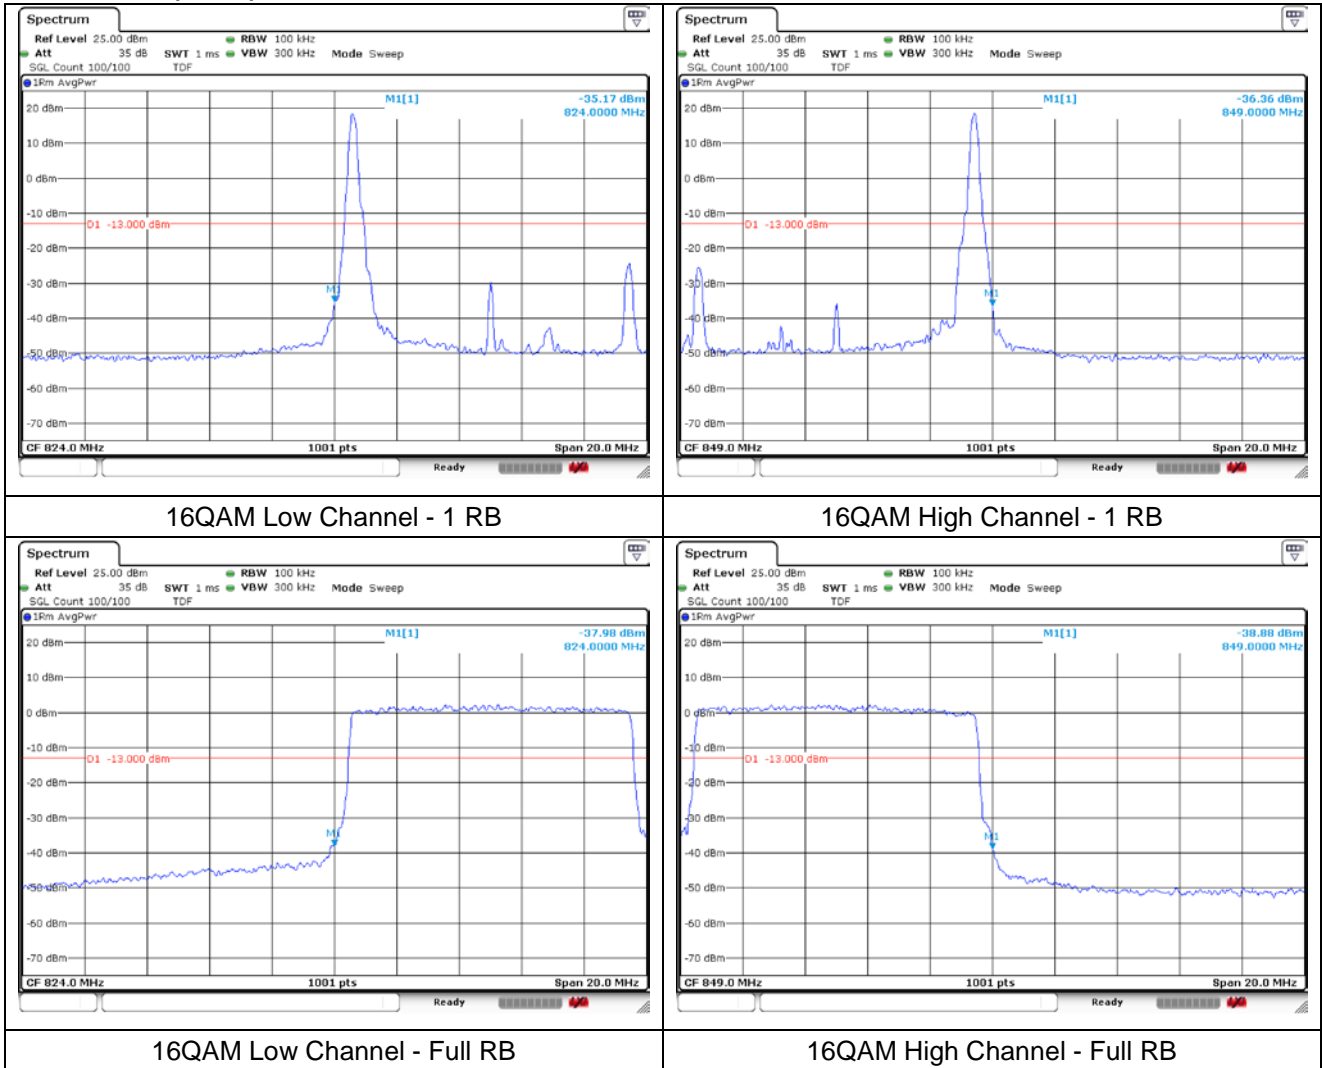 Spectrum
Ref Level 25.00 dBm RBW 100 kHz
Att 35 dB SWT 1 ms VBW 300 kHz Mode Sweep
SGL Count 100/100 TDF
1Rm AvgPwr
M1[1] -35.17 dBm
824.0000 MHz
20 dBm
10 dBm
0 dBm
-10 dBm
D1 -13.000 dBm
-20 dBm
-30 dBm
M1
-40 dBm
-50 dBm
-60 dBm
-70 dBm
CF 824.0 MHz 1001 pts Span 20.0 MHz
Ready
16QAM Low Channel - 1 RB
Spectrum
Ref Level 25.00 dBm RBW 100 kHz
Att 35 dB SWT 1 ms VBW 300 kHz Mode Sweep
SGL Count 100/100 TDF
1Rm AvgPwr
M1[1] -36.36 dBm
849.0000 MHz
20 dBm
10 dBm
0 dBm
-10 dBm
D1 -13.000 dBm
-20 dBm
-30 dBm
M1
-40 dBm
-50 dBm
-60 dBm
-70 dBm
CF 849.0 MHz 1001 pts Span 20.0 MHz
Ready
16QAM High Channel - 1 RB
Spectrum
Ref Level 25.00 dBm RBW 100 kHz
Att 35 dB SWT 1 ms VBW 300 kHz Mode Sweep
SGL Count 100/100 TDF
1Rm AvgPwr
M1[1] -37.98 dBm
824.0000 MHz
20 dBm
10 dBm
0 dBm
-10 dBm
D1 -13.000 dBm
-20 dBm
-30 dBm
M1
-40 dBm
-50 dBm
-60 dBm
-70 dBm
CF 824.0 MHz 1001 pts Span 20.0 MHz
Ready
16QAM Low Channel - Full RB
Spectrum
Ref Level 25.00 dBm RBW 100 kHz
Att 35 dB SWT 1 ms VBW 300 kHz Mode Sweep
SGL Count 100/100 TDF
1Rm AvgPwr
M1[1] -38.88 dBm
849.0000 MHz
20 dBm
10 dBm
0 dBm
-10 dBm
D1 -13.000 dBm
-20 dBm
-30 dBm
M1
-40 dBm
-50 dBm
-60 dBm
-70 dBm
CF 849.0 MHz 1001 pts Span 20.0 MHz
Ready
16QAM High Channel - Full RB